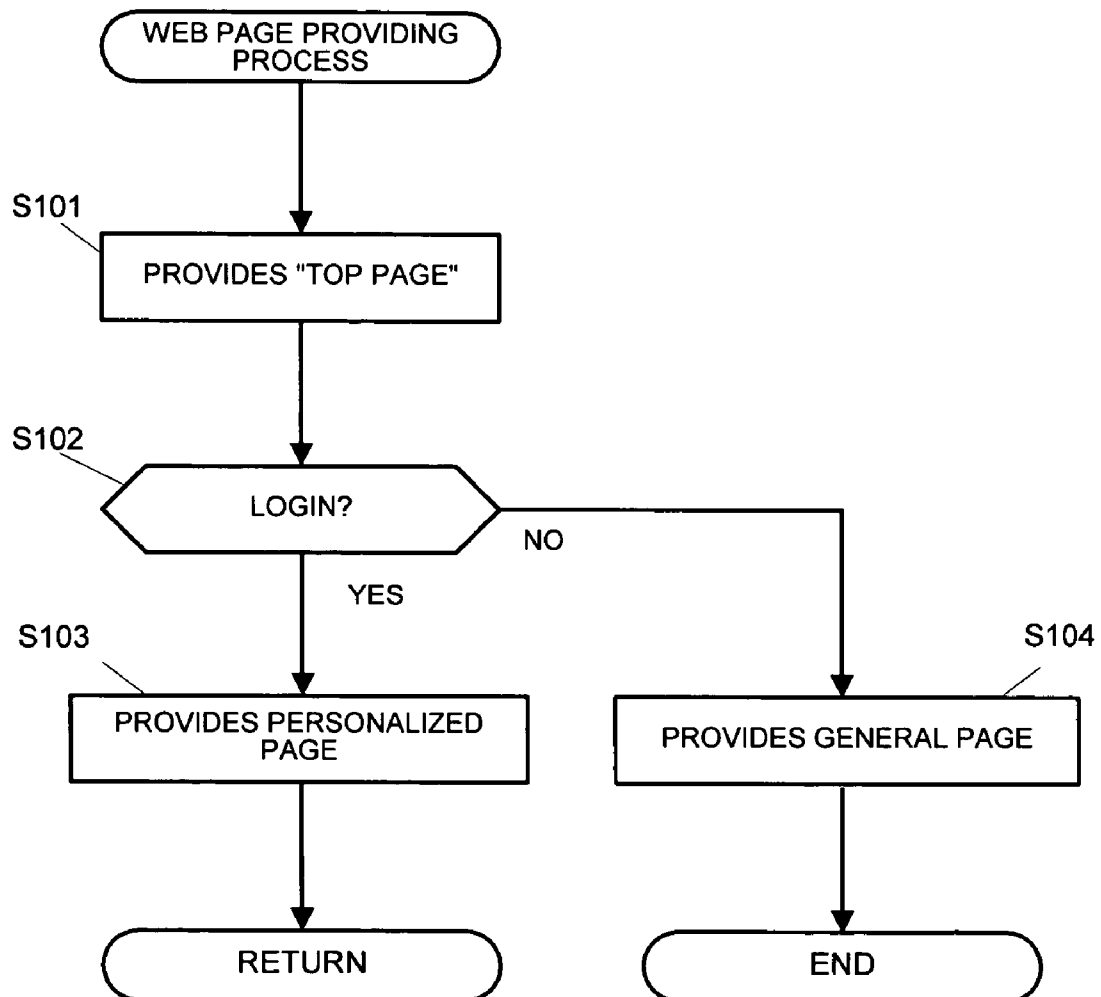 WEB PAGE PROVIDING
PROCESS
S101
PROVIDES "TOP PAGE"
S102
LOGIN?
NO
YES
S103
S104
PROVIDES PERSONALIZED
PAGE
PROVIDES GENERAL PAGE
RETURN
END